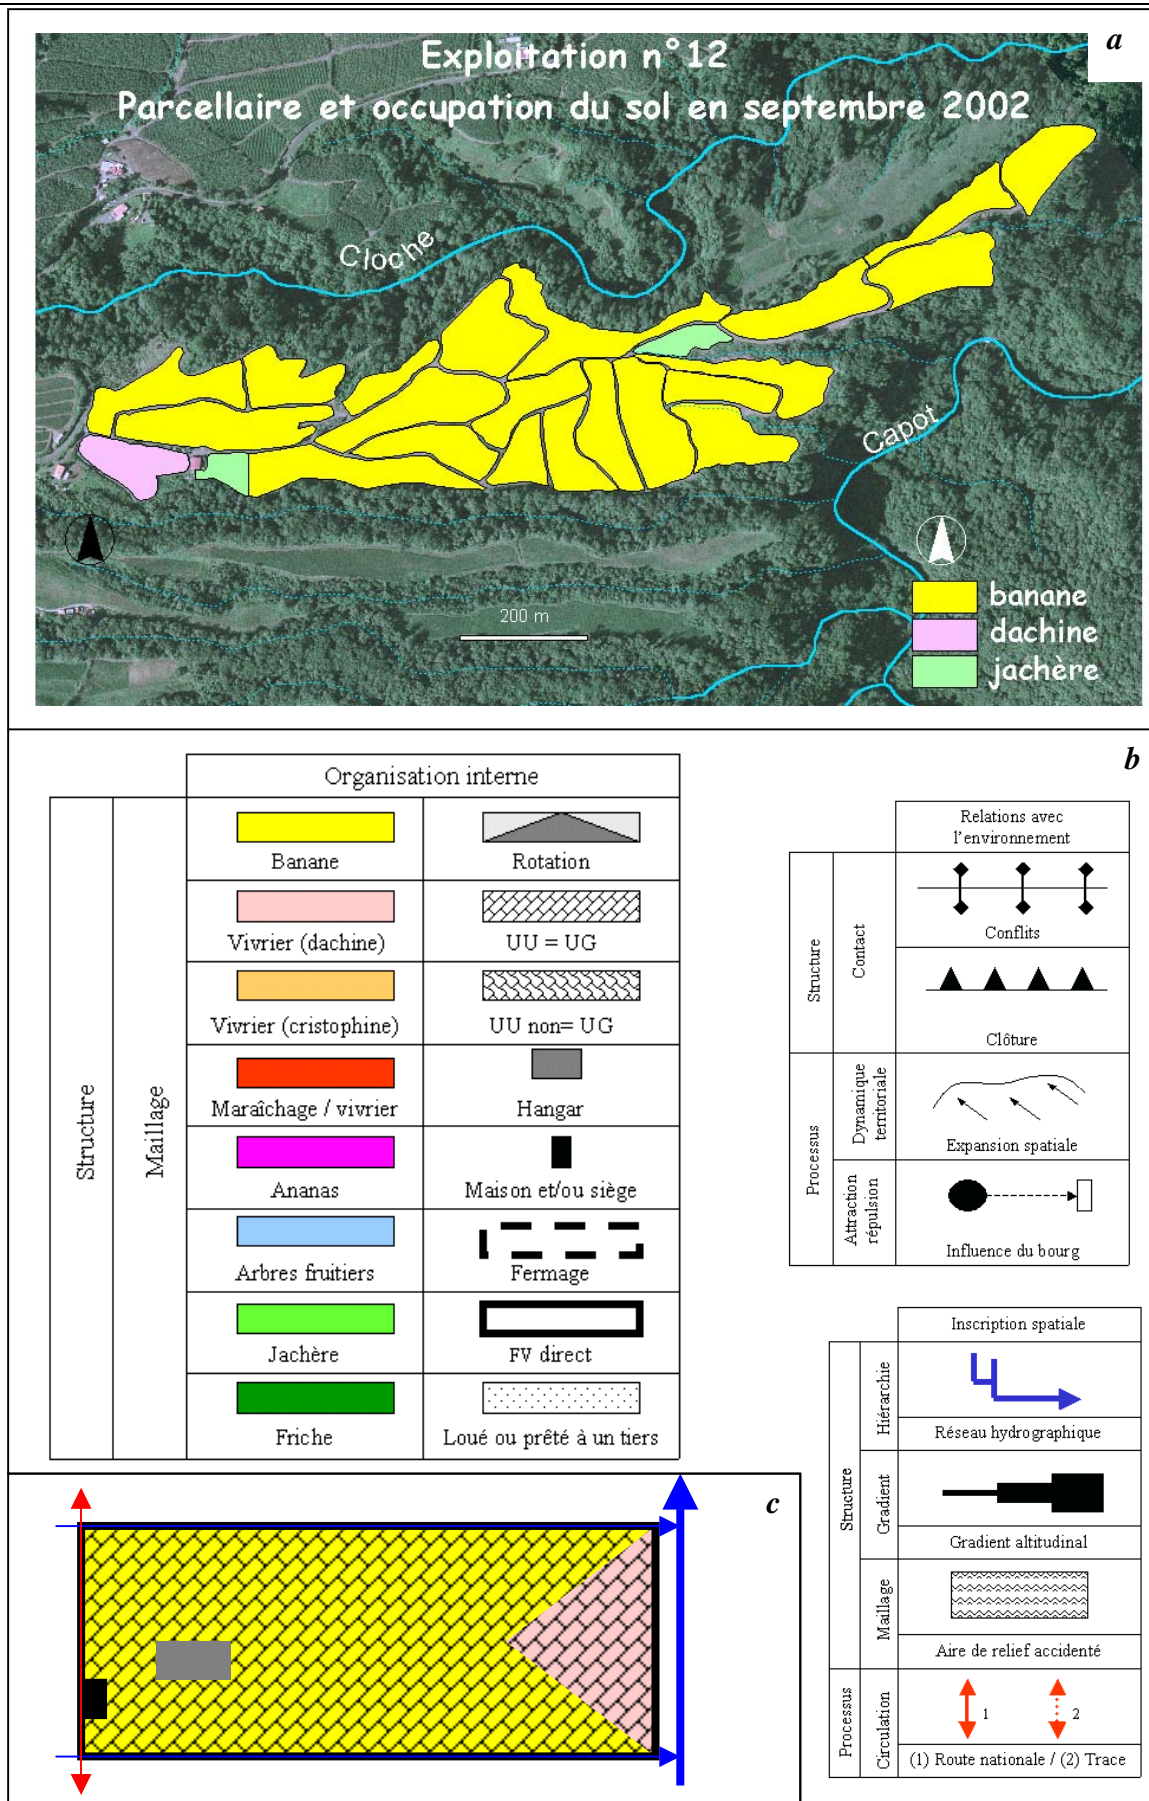 a
Exploitation n°12
Parcellaire et occupation du sol en septembre 2002
Cloche
Capot
200 m
banane
dachine
jachère
b
Organisation interne
Structure
Maillage
Banane
Rotation
Vivrier (dachine)
UU = UG
Vivrier (cristophine)
UU non= UG
Maraîchage / vivrier
Hangar
Ananas
Maison et/ou siège
Arbres fruitiers
Fermage
Jachère
FV direct
Friche
Loué ou prêté à un tiers
Relations avec
l'environnement
Structure
Contact
Conflits
Clôture
Processus
Dynamique
territoriale
Expansion spatiale
Attraction
répulsion
Influence du bourg
Inscription spatiale
Structure
Hiérarchie
Réseau hydrographique
Gradient
Gradient altitudinal
Maillage
Aire de relief accidenté
Processus
Circulation
1
2
(1) Route nationale / (2) Trace
c